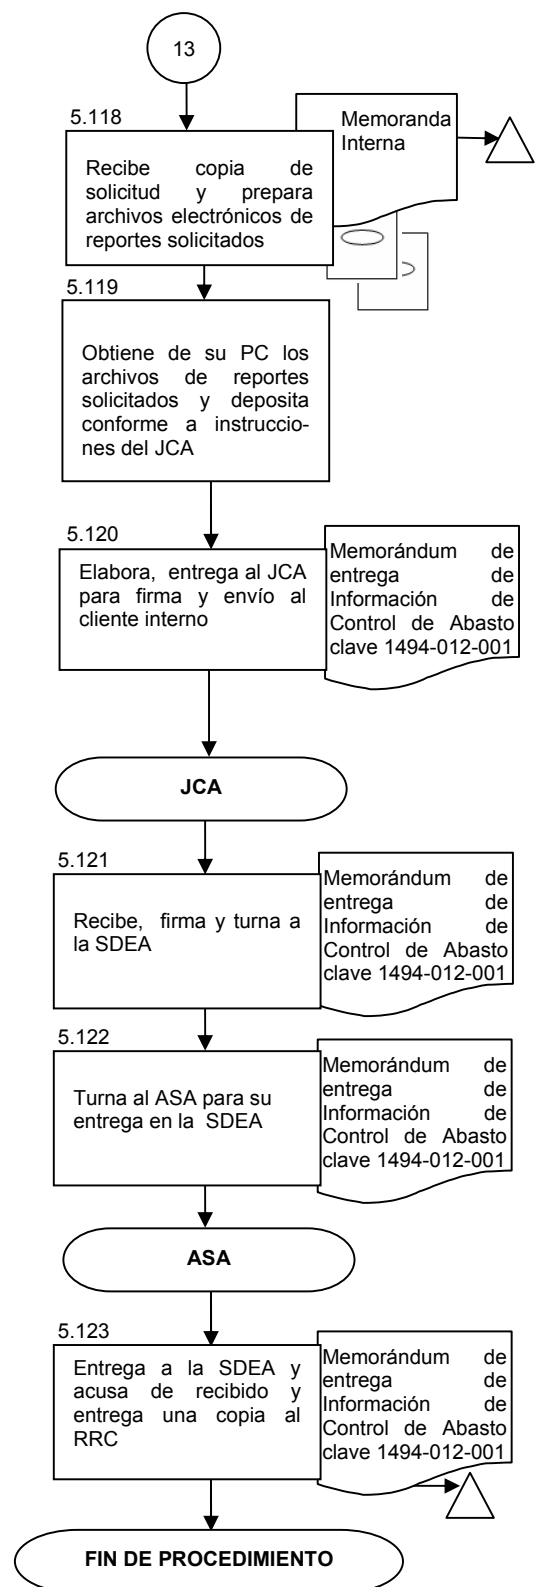 13
5.118
Recibe copia de
solicitud y prepara
archivos electrónicos de
reportes solicitados
Memoranda
Interna
5.119
Obtiene de su PC los
archivos de reportes
solicitados y deposita
conforme a instruccio-
nes del JCA
5.120
Elabora, entrega al JCA
para firma y envío al
cliente interno
Memorándum de
entrega de
Información de
Control de Abasto
clave 1494-012-001
JCA
5.121
Recibe, firma y turna a
la SDEA
Memorándum de
entrega de
Información de
Control de Abasto
clave 1494-012-001
5.122
Turna al ASA para su
entrega en la SDEA
Memorándum de
entrega de
Información de
Control de Abasto
clave 1494-012-001
ASA
5.123
Entrega a la SDEA y
acusa de recibido y
entrega una copia al
RRC
Memorándum de
entrega de
Información de
Control de Abasto
clave 1494-012-001
FIN DE PROCEDIMIENTO